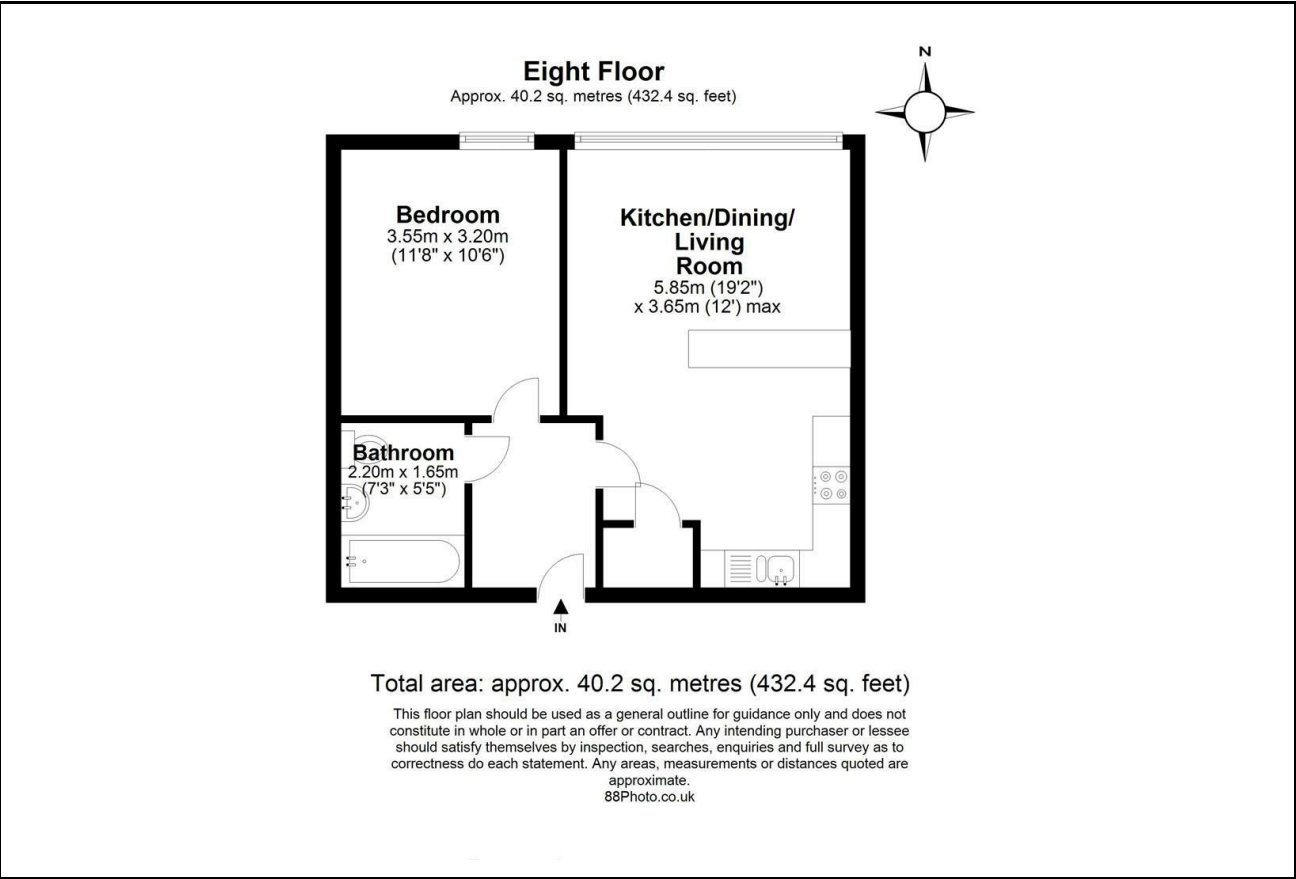 N
Eight Floor
Approx. 40.2 sq. metres (432.4 sq. feet)
Bedroom
3.55m x 3.20m
(11'8" x 10'6")
Kitchen/Dining/
Living
Room
5.85m (19'2")
x 3.65m (12') max
Bathroom
2.20m x 1.65m
(7'3" x 5'5")
IN
Total area: approx. 40.2 sq. metres (432.4 sq. feet)
This floor plan should be used as a general outline for guidance only and does not
constitute in whole or in part an offer or contract. Any intending purchaser or lessee
should satisfy themselves by inspection, searches, enquiries and full survey as to
correctness do each statement. Any areas, measurements or distances quoted are
approximate.
88Photo.co.uk